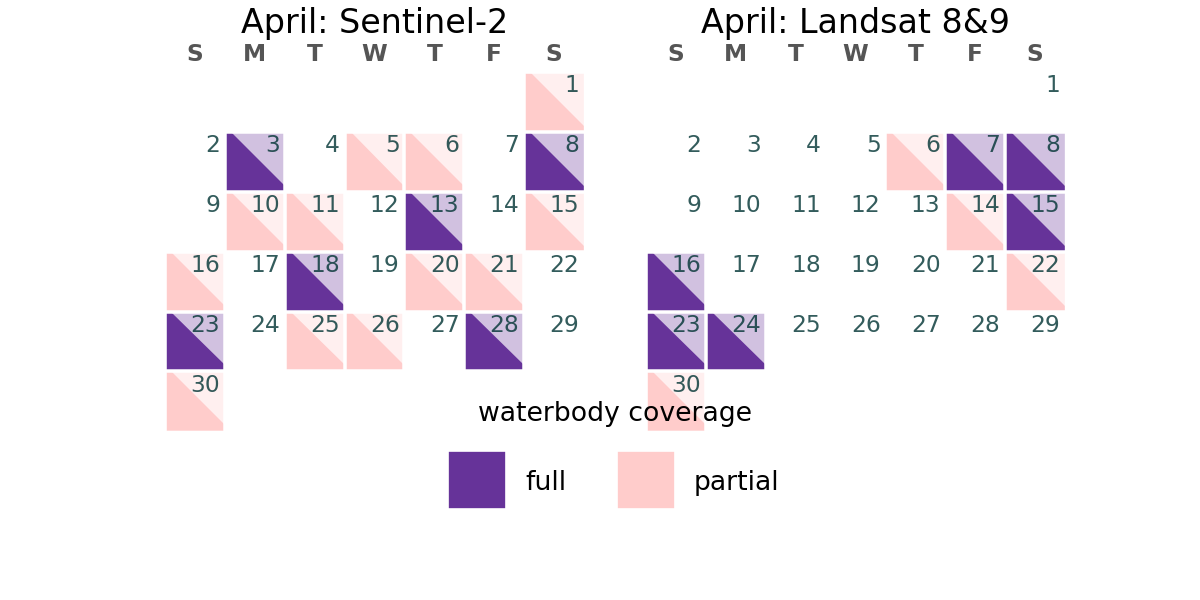 April: Sentinel-2
S M T W T F S
1
2 3 4 5 6 7 8
9 10 11 12 13 14 15
16 17 18 19 20 21 22
23 24 25 26 27 28 29
30
April: Landsat 8&9
S M T W T F S
1
2 3 4 5 6 7 8
9 10 11 12 13 14 15
16 17 18 19 20 21 22
23 24 25 26 27 28 29
30
waterbody coverage
full partial